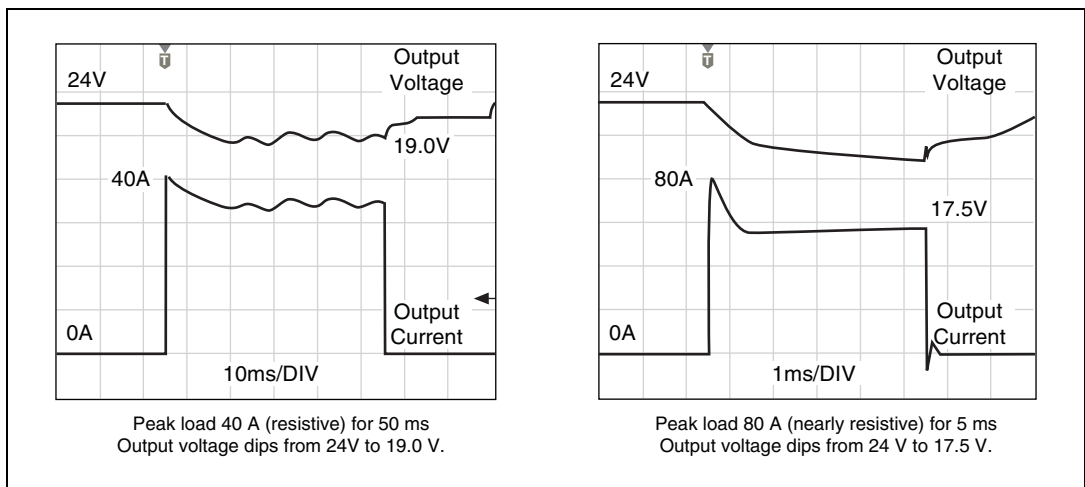 T
Output
Voltage
24V
19.0V
40A
Output
Current
0A
10ms/DIV
Peak load 40 A (resistive) for 50 ms
Output voltage dips from 24V to 19.0 V.
T
Output
Voltage
24V
80A
17.5V
Output
Current
0A
1ms/DIV
Peak load 80 A (nearly resistive) for 5 ms
Output voltage dips from 24 V to 17.5 V.